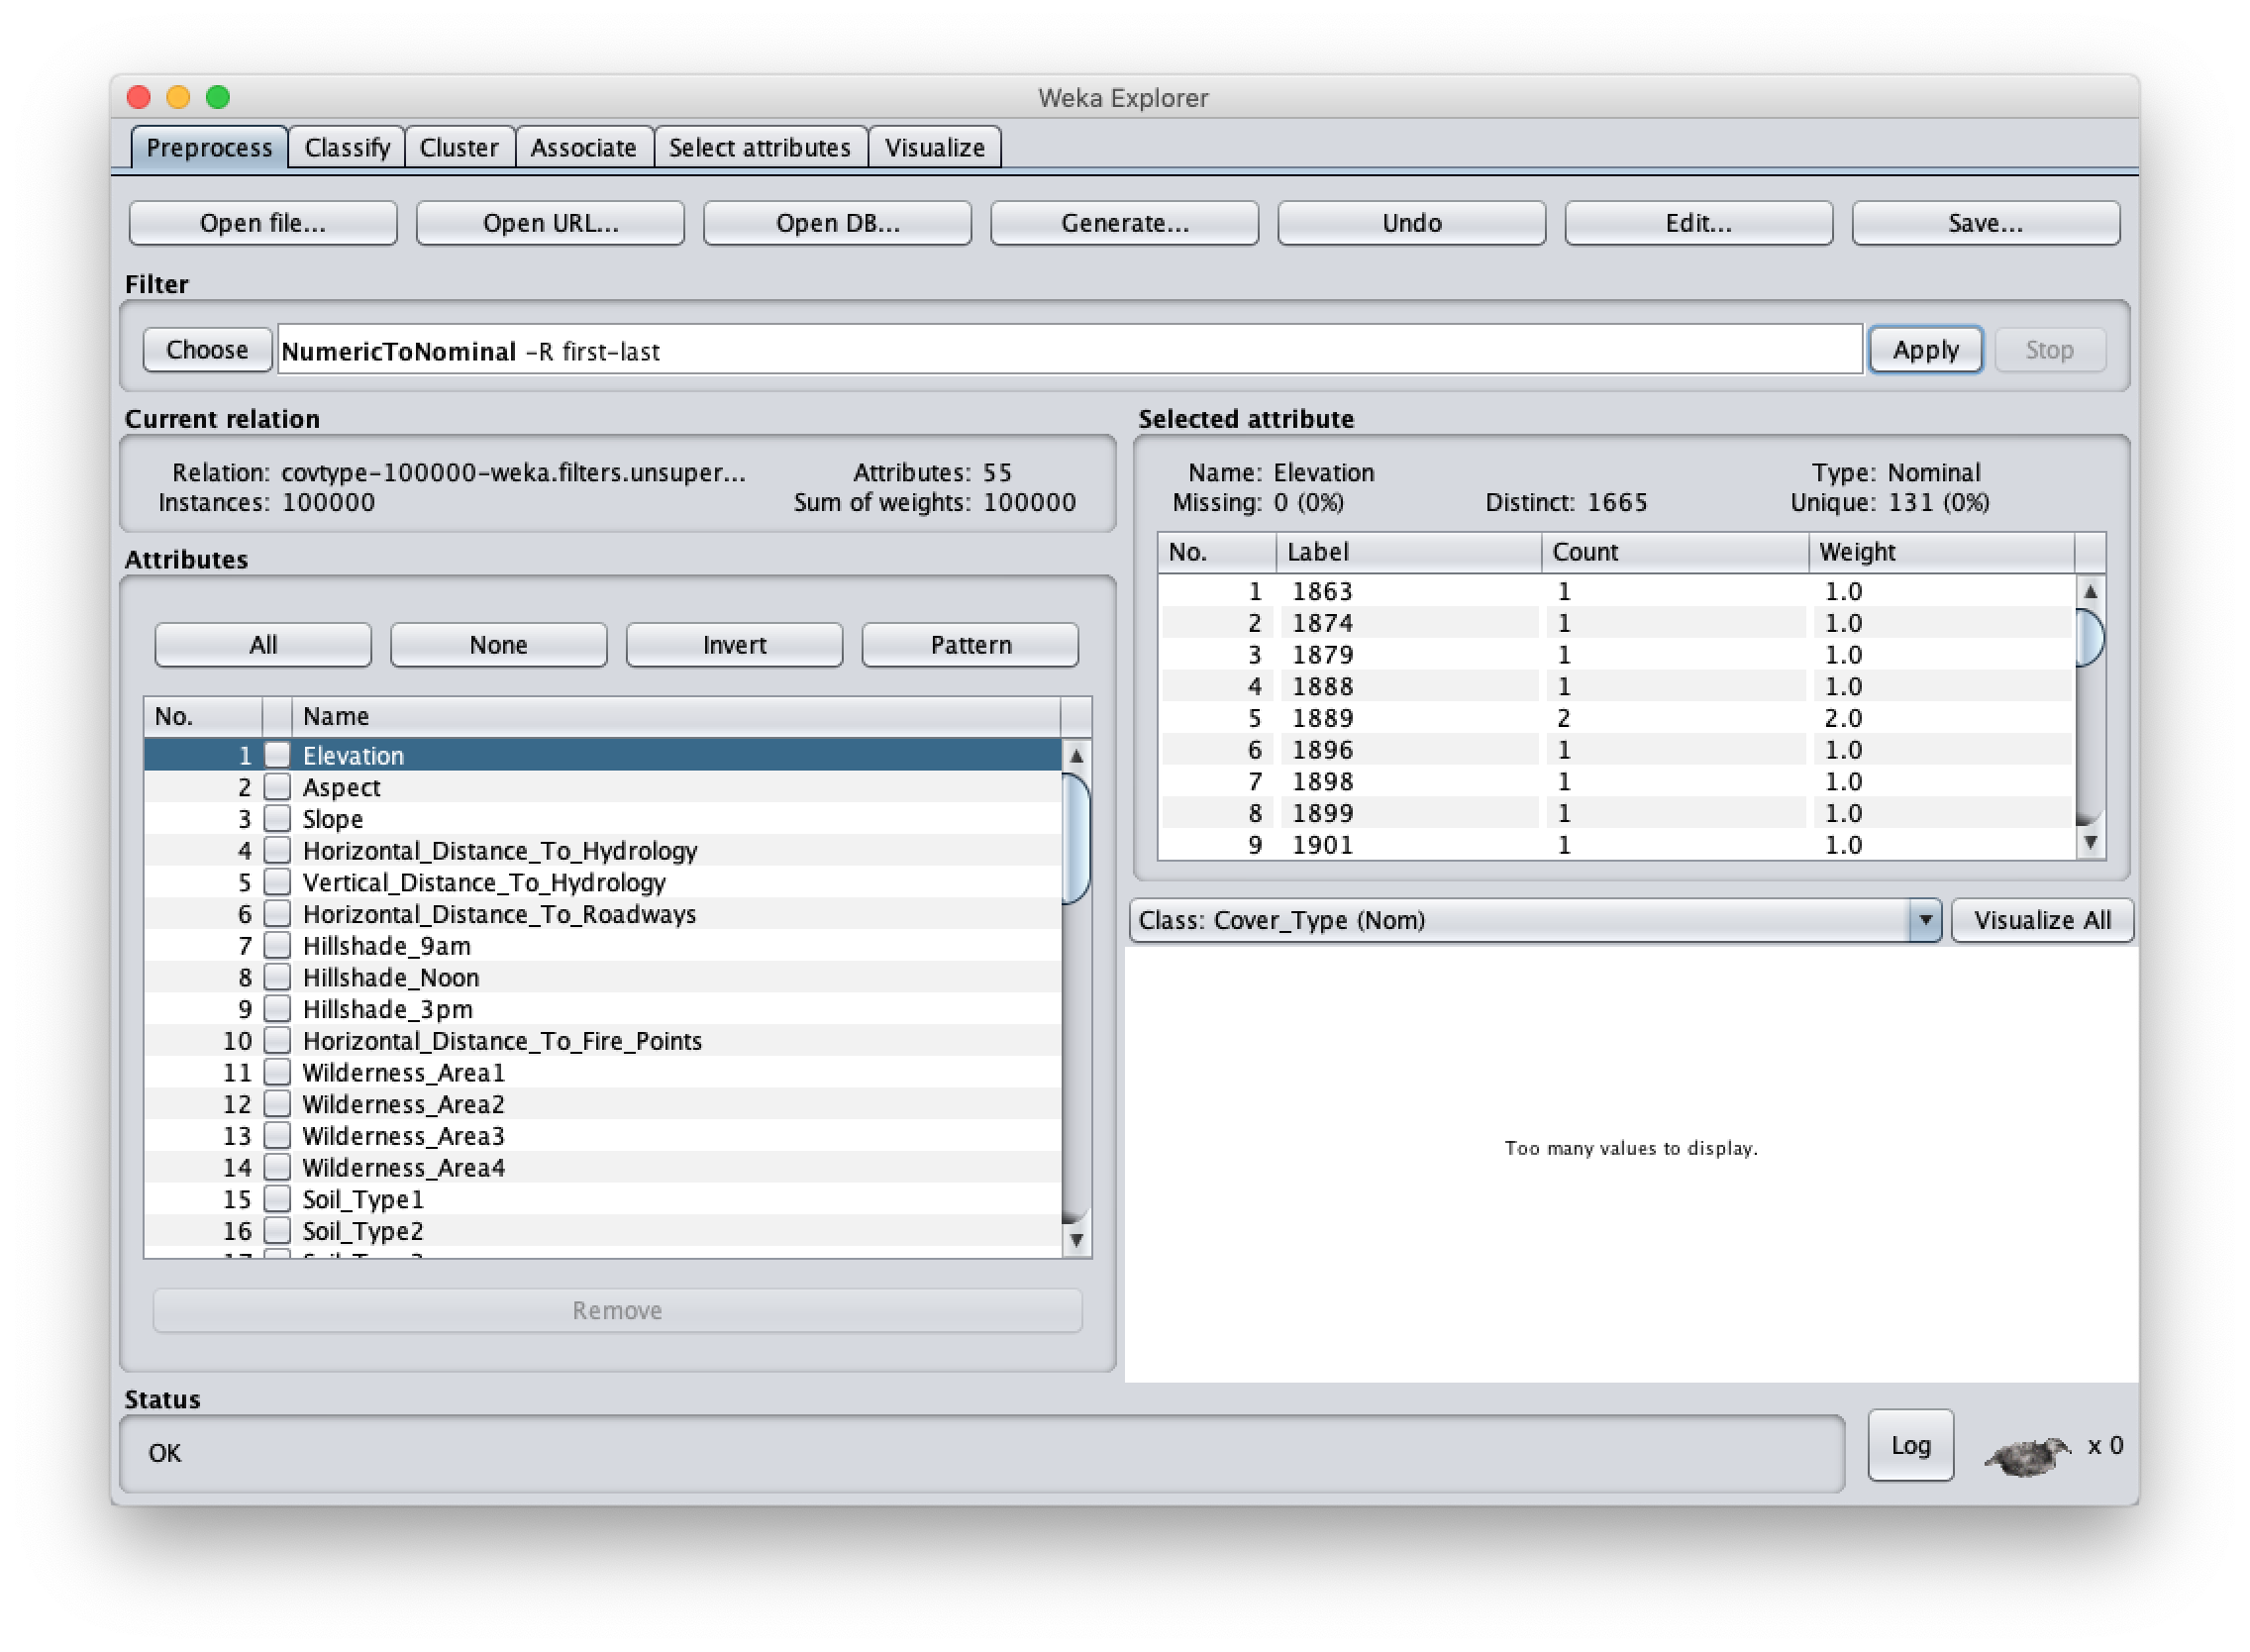 Weka Explorer
Preprocess Classify Cluster Associate Select attributes Visualize
Open file... Open URL... Open DB... Generate... Undo Edit... Save...
Filter
Choose NumericToNominal -R first-last Apply Stop
Current relation
Relation: covtype-100000-weka.filters.unsuper... Attributes: 55
Instances: 100000 Sum of weights: 100000
Attributes
All None Invert Pattern
No. Name
1 Elevation
2 Aspect
3 Slope
4 Horizontal_Distance_To_Hydrology
5 Vertical_Distance_To_Hydrology
6 Horizontal_Distance_To_Roadways
7 Hillshade_9am
8 Hillshade_Noon
9 Hillshade_3pm
10 Horizontal_Distance_To_Fire_Points
11 Wilderness_Area1
12 Wilderness_Area2
13 Wilderness_Area3
14 Wilderness_Area4
15 Soil_Type1
16 Soil_Type2
Remove
Selected attribute
Name: Elevation Type: Nominal
Missing: 0 (0%) Distinct: 1665 Unique: 131 (0%)
No. Label Count Weight
1 1863 1 1.0
2 1874 1 1.0
3 1879 1 1.0
4 1888 1 1.0
5 1889 2 2.0
6 1896 1 1.0
7 1898 1 1.0
8 1899 1 1.0
9 1901 1 1.0
Class: Cover_Type (Nom) Visualize All
Too many values to display.
Status
OK
Log x 0